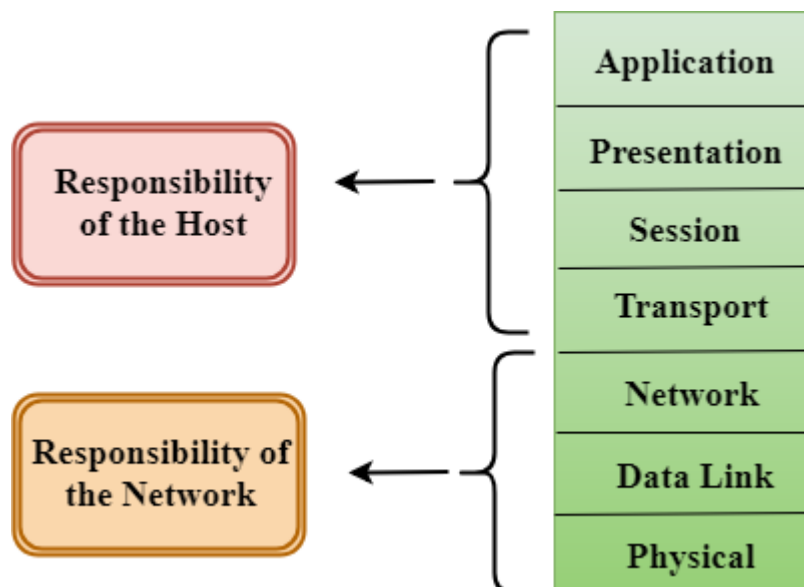 Application
Presentation
Responsibility
of the Host
Session
Transport
Network
Responsibility of
the Network
Data Link
Physical